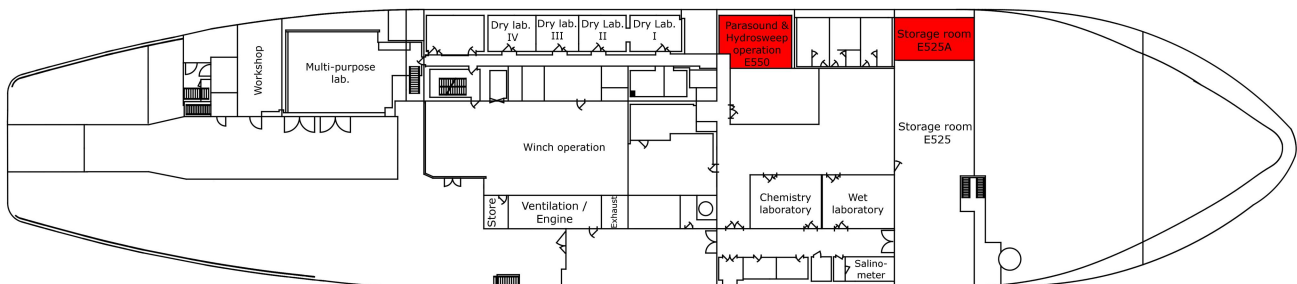 Workshop
Multi-purpose
lab.
Dry lab.
IV
Dry lab.
III
Dry Lab.
II
Dry Lab.
I
Parasound &
Hydrosweep
operation
E550
Storage room
E525A
Storage room
E525
Winch operation
Store
Ventilation /
Engine
Exhaust
Chemistry
laboratory
Wet
laboratory
Salino-
meter